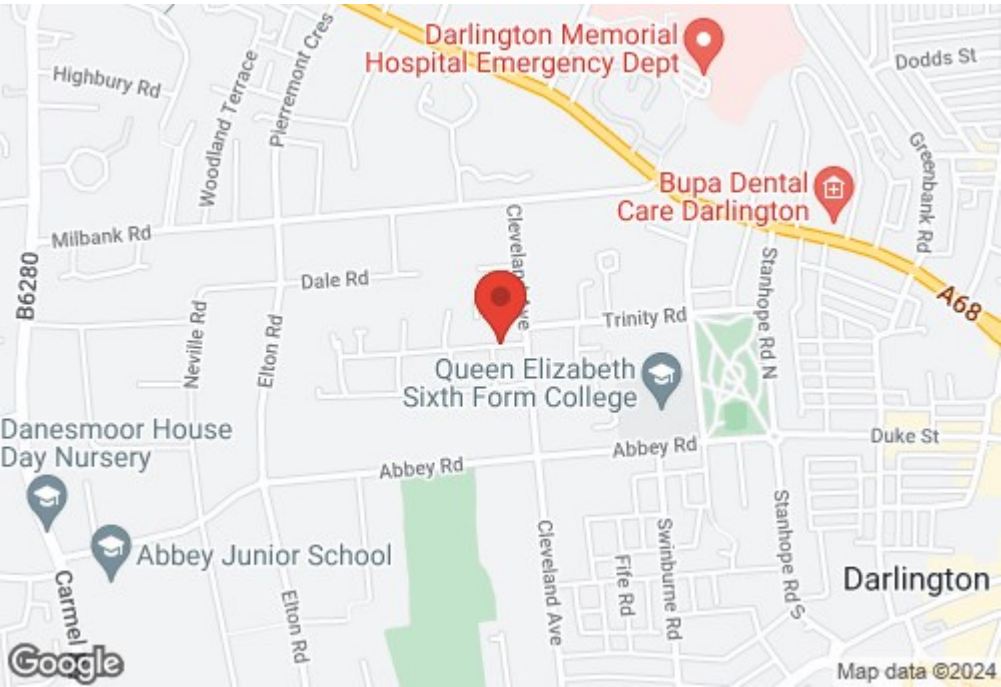 Darlington Memorial
Hospital Emergency Dept
Dodds St
Highbury Rd
Woodland Terrace
Pierremont Cres
Greenbank Rd
Bupa Dental
Care Darlington
Milbank Rd
Cleveland Ave
Stanhope Rd N
B6280
Dale Rd
A68
Neville Rd
Elton Rd
Trinity Rd
Queen Elizabeth
Sixth Form College
Danesmoor House
Day Nursery
Abbey Rd
Abbey Rd
Duke St
Abbey Junior School
Cleveland Ave
Fife Rd
Swinburne Rd
Stanhope Rd S
Darlington
Carmel
Elton Rd
Google
Map data ©2024